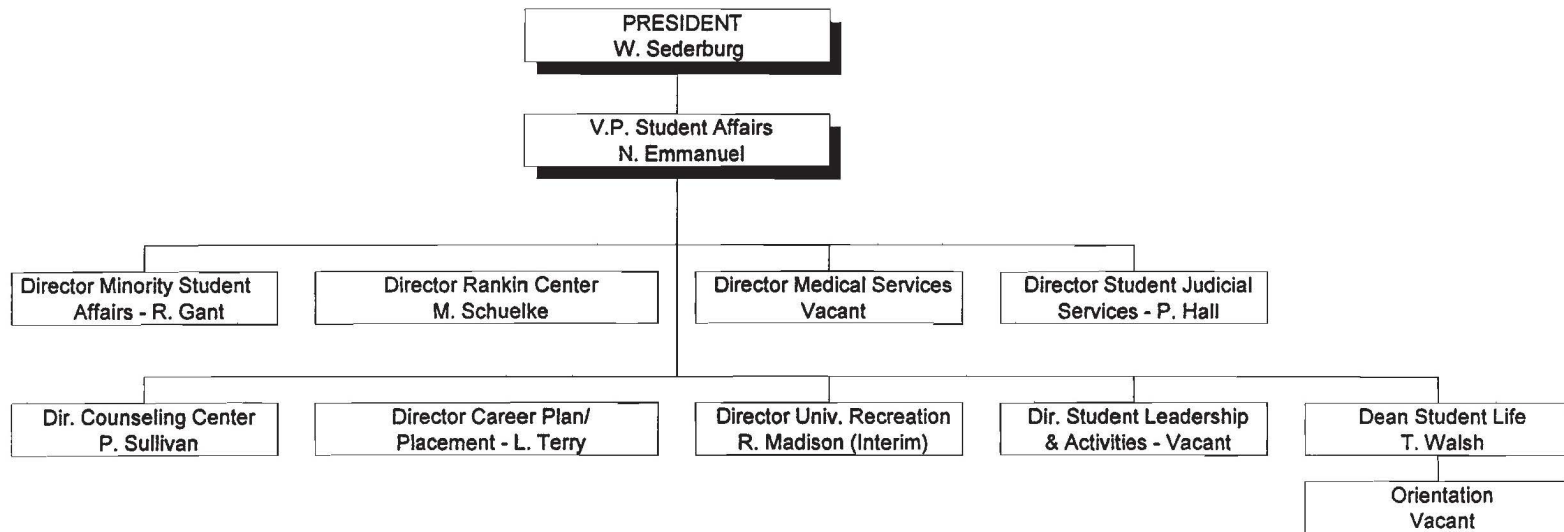 PRESIDENT
W. Sederburg
V.P. Student Affairs
N. Emmanuel
Director Minority Student
Affairs - R. Gant
Director Rankin Center
M. Schuelke
Director Medical Services
Vacant
Director Student Judicial
Services - P. Hall
Dir. Counseling Center
P. Sullivan
Director Career Plan/
Placement - L. Terry
Director Univ. Recreation
R. Madison (Interim)
Dir. Student Leadership
& Activities - Vacant
Dean Student Life
T. Walsh
Orientation
Vacant